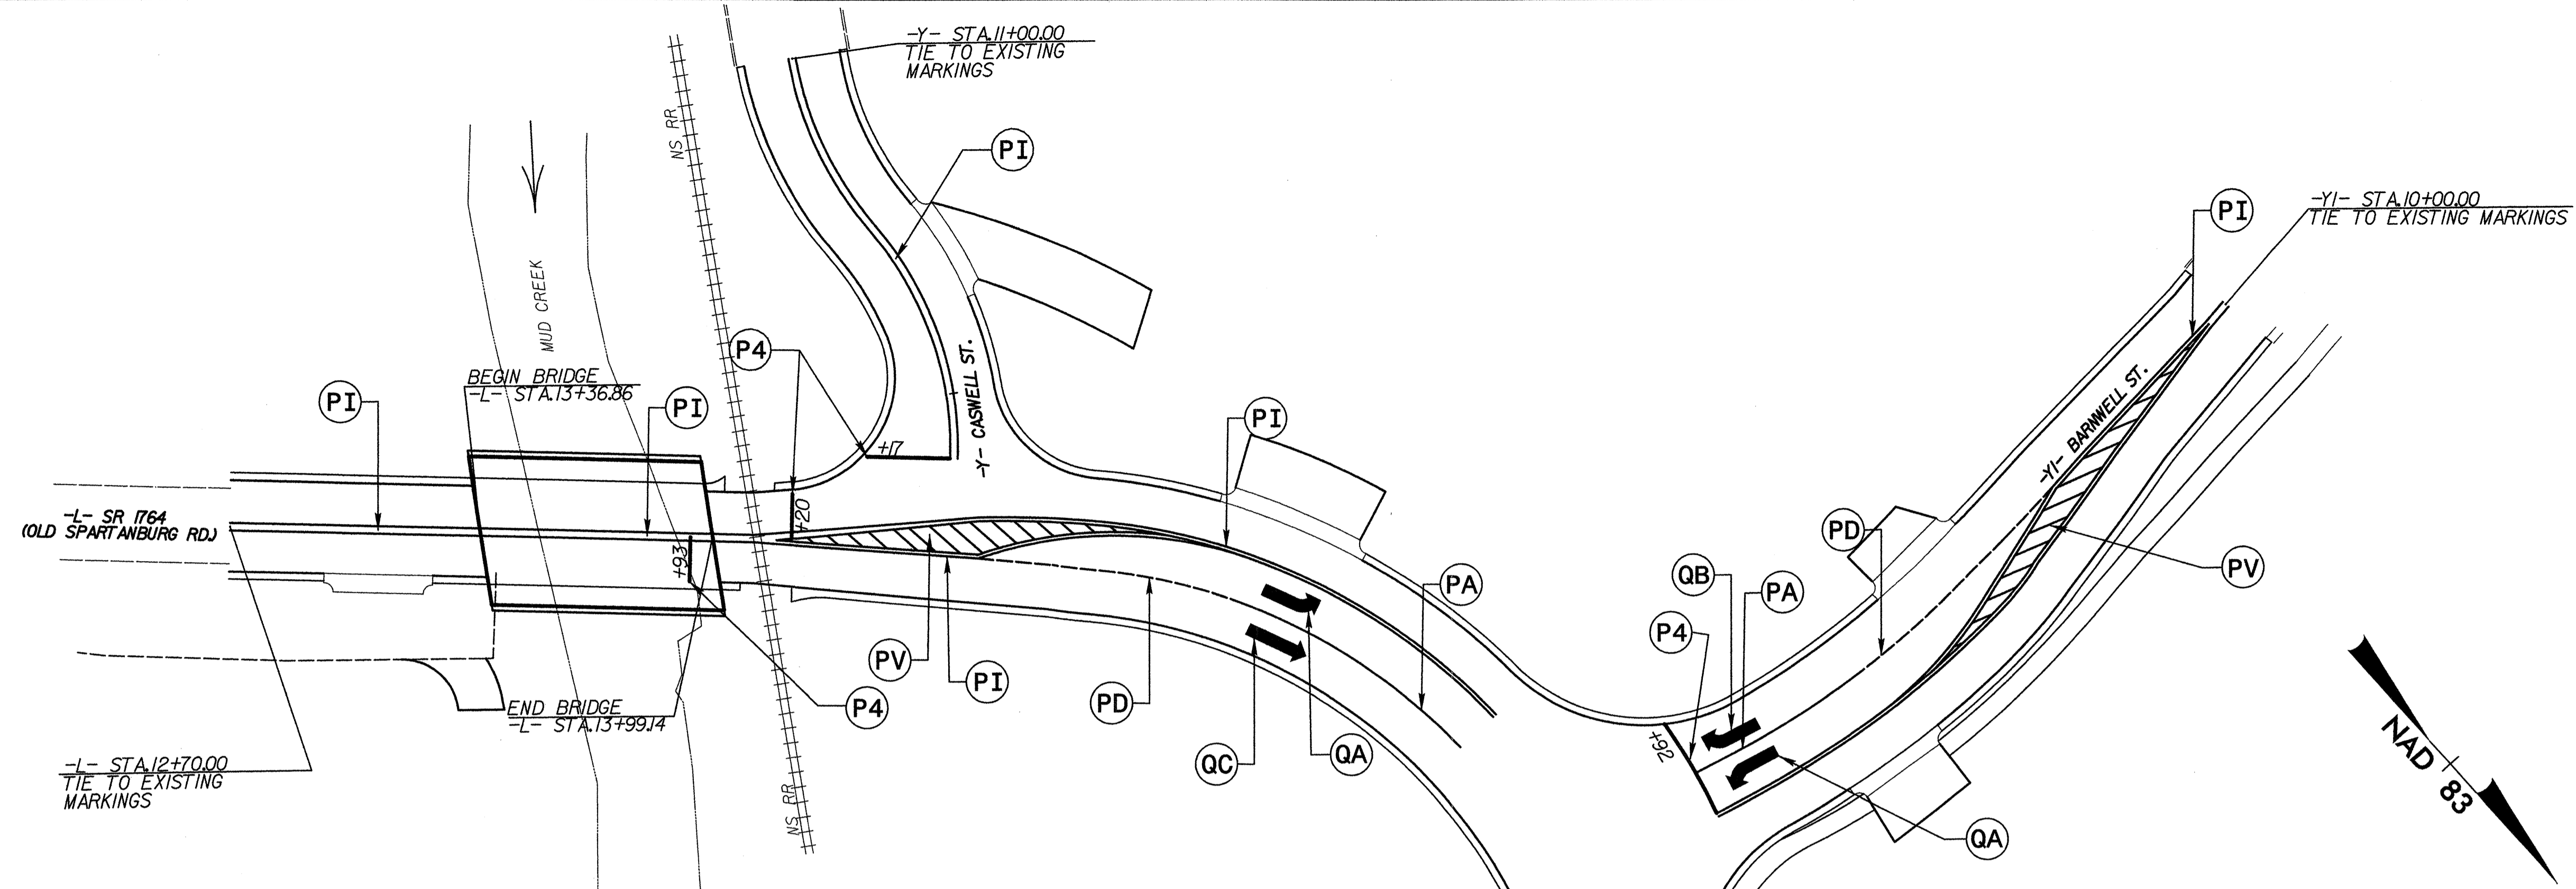 -Y- STA.11+00.00
TIE TO EXISTING
MARKINGS
NS RR
PI
-Y1- STA.10+00.00
TIE TO EXISTING MARKINGS
PI
MUD CREEK
P4
BEGIN BRIDGE
-L- STA.13+36.86
PI
PI
+17
-Y- CASWELL ST.
PI
-Y1- BARNWELL ST.
-L- SR 1764
(OLD SPARTANBURG RD.)
+20
+93
PD
QB
PA
PA
PV
P4
PV
PI
PD
P4
END BRIDGE
-L- STA.13+99.14
+92
QC
QA
-L- STA.12+70.00
TIE TO EXISTING
MARKINGS
NS RR
QA
NAD 83